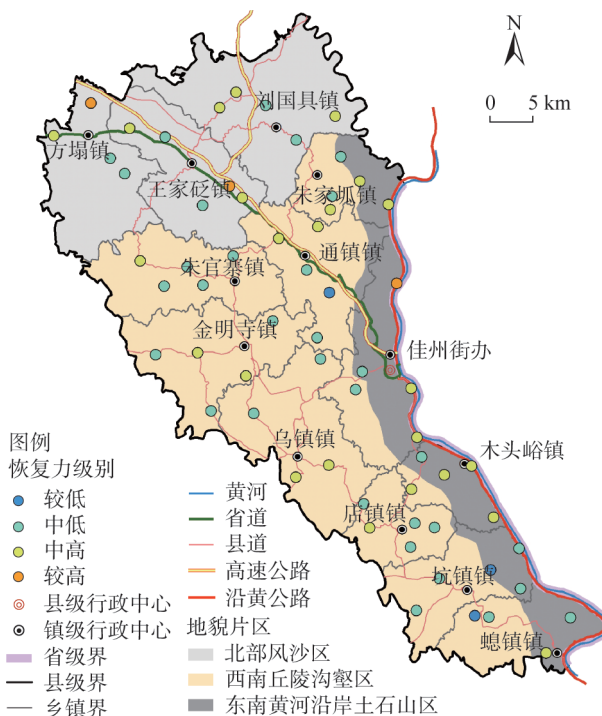 N
0 5 km
刘国具镇
方塌镇
王家砭镇
朱家坬镇
通镇镇
朱官寨镇
金明寺镇
佳州街办
乌镇镇
木头峪镇
店镇镇
坑镇镇
螅镇镇
图例
恢复力级别
较低
中低
中高
较高
县级行政中心
镇级行政中心
省级界
县级界
乡镇界
黄河
省道
县道
高速公路
沿黄公路
地貌片区
北部风沙区
西南丘陵沟壑区
东南黄河沿岸土石山区